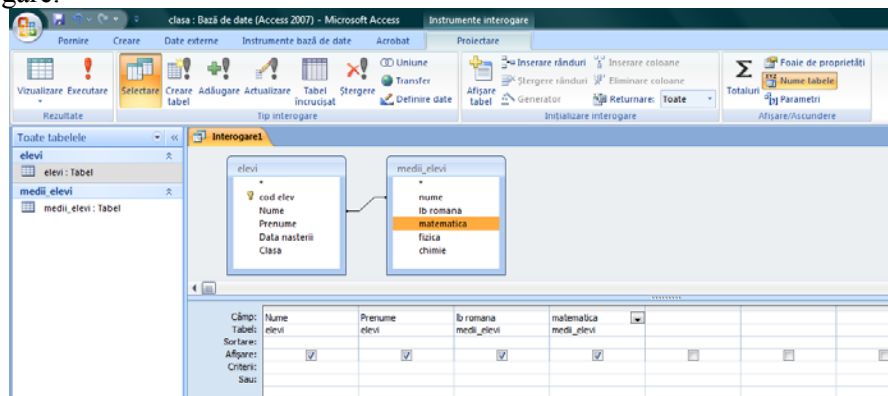 gare.
clasa : Bază de date (Access 2007) - Microsoft Access Instrumente interogare
Pornire Creare Date externe Instrumente bază de date Acrobat Proiectare
Vizualizare Executare Selectare Creare tabel Adăugare Actualizare Tabel încrucișat Ștergere
Uniune
Transfer
Definire date
Afișare tabel
Inserare rânduri Inserare coloane
Ștergere rânduri Eliminare coloane
Generator Returnare: Toate
Totaluri
Foaie de proprietăți
Nume tabele
Parametri
Rezultate Tip interogare Inițializare interogare Afișare/Ascundere
Toate tabelele
elevi
elevi : Tabel
medii_elevi
medii_elevi : Tabel
Interogare1
elevi
*
cod elev
Nume
Prenume
Data nasterii
Clasa
medii_elevi
*
nume
lb romana
matematica
fizica
chimie
Câmp: Nume Prenume lb romana matematica
Tabel: elevi elevi medii_elevi medii_elevi
Sortare:
Afișare:
Criterii:
Sau: